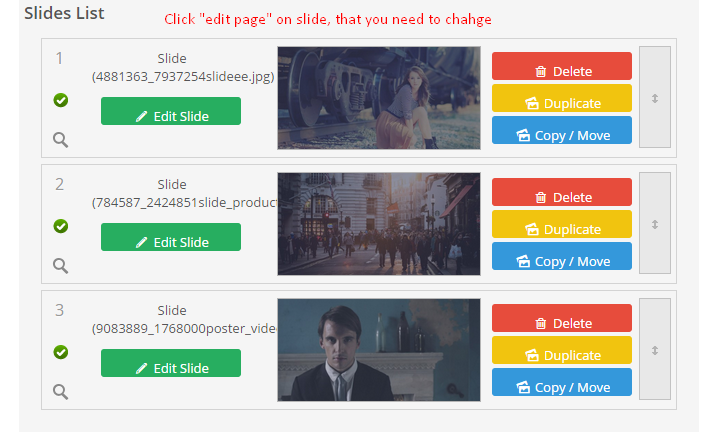 Slides List
Click "edit page" on slide, that you need to chahge
1
Slide
(4881363_7937254slideee.jpg)
Edit Slide
Delete
Duplicate
Copy / Move
2
Slide
(784587_2424851slide_product
Edit Slide
Delete
Duplicate
Copy / Move
3
Slide
(9083889_1768000poster_vide
Edit Slide
Delete
Duplicate
Copy / Move